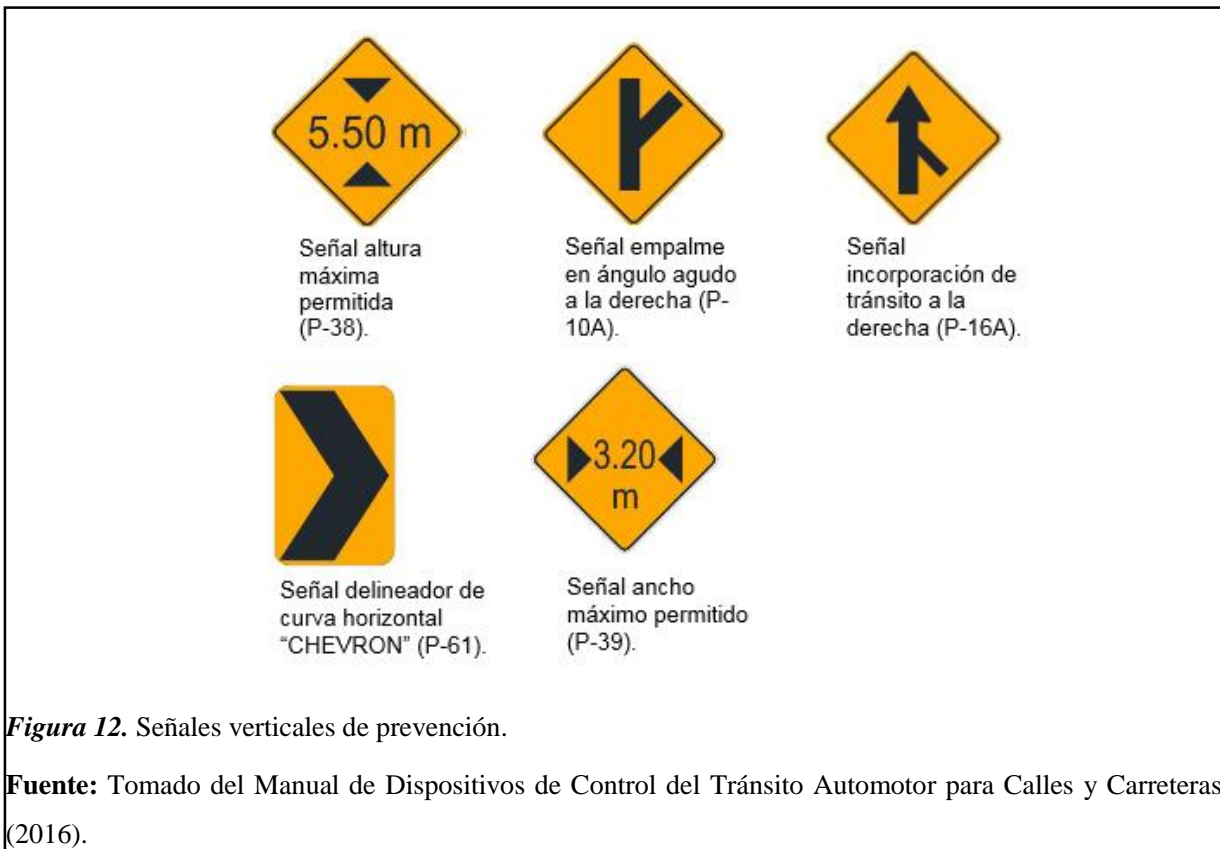 5.50 m
Señal altura
máxima
permitida
(P-38).
Señal empalme
en ángulo agudo
a la derecha (P-
10A).
Señal
incorporación de
tránsito a la
derecha (P-16A).
Señal delineador de
curva horizontal
“CHEVRON” (P-61).
3.20
m
Señal ancho
máximo permitido
(P-39).
Figura 12. Señales verticales de prevención.
Fuente: Tomado del Manual de Dispositivos de Control del Tránsito Automotor para Calles y Carreteras
(2016).